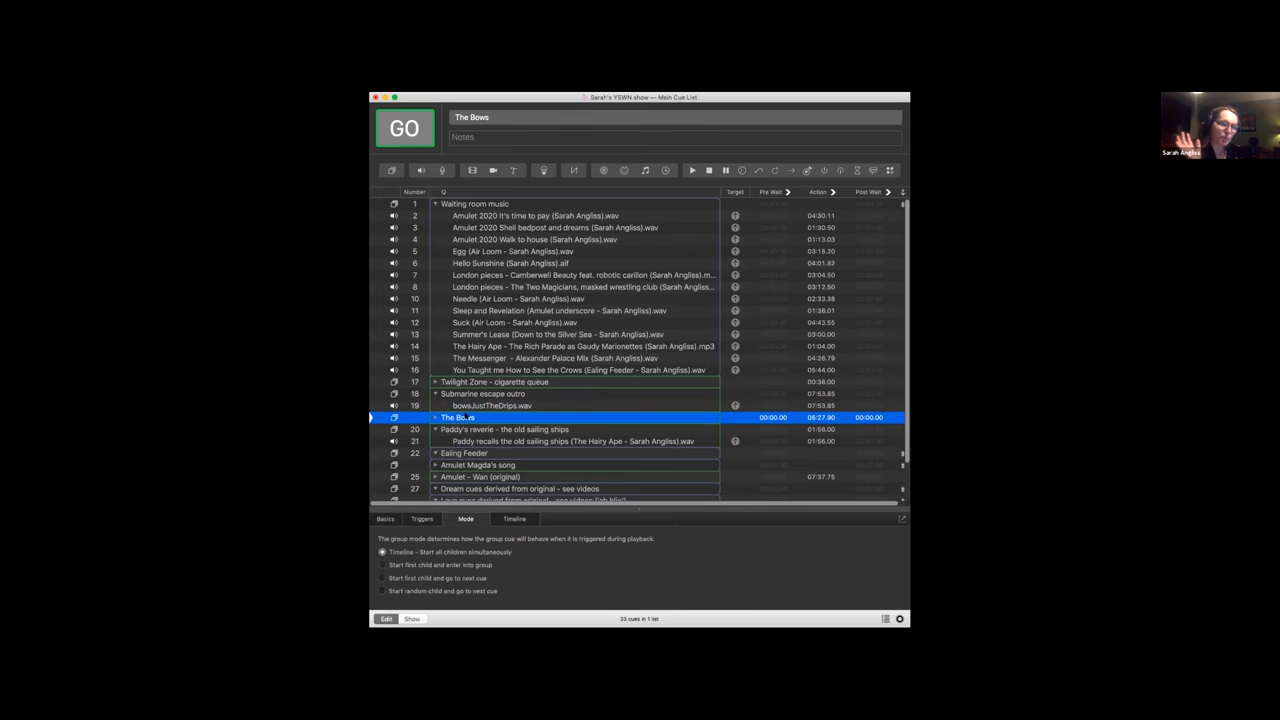 Sarah's YSWN show — Main Cue List
GO
The Bows
Notes
Sarah Angliss
Number Q Target Pre Wait Action Post Wait
1 Waiting room music
2 Amulet 2020 It's time to pay (Sarah Angliss).wav 04:30.11
3 Amulet 2020 Shell bedpost and dreams (Sarah Angliss).wav 01:30.50
4 Amulet 2020 Walk to house (Sarah Angliss).wav 01:13.03
5 Egg (Air Loom - Sarah Angliss).wav 03:18.20
6 Hello Sunshine (Sarah Angliss).aif 04:01.82
7 London pieces - Camberwell Beauty feat. robotic carillon (Sarah Angliss).m... 03:04.50
8 London pieces - The Two Magicians, masked wrestling club (Sarah Angliss... 03:12.50
10 Needle (Air Loom - Sarah Angliss).wav 02:33.38
11 Sleep and Revelation (Amulet underscore - Sarah Angliss).wav 01:38.01
12 Suck (Air Loom - Sarah Angliss).wav 04:43.55
13 Summer's Lease (Down to the Silver Sea - Sarah Angliss).wav 03:00.00
14 The Hairy Ape - The Rich Parade as Gaudy Marionettes (Sarah Angliss).mp3 01:04.00
15 The Messenger - Alexander Palace Mix (Sarah Angliss).wav 04:26.79
16 You Taught me How to See the Crows (Ealing Feeder - Sarah Angliss).wav 05:44.00
17 Twilight Zone - cigarette queue 00:38.00
18 Submarine escape outro 07:53.85
19 bowsJustTheDrips.wav 07:53.85
The Bows 00:00.00 05:27.90 00:00.00
20 Paddy's reverie - the old sailing ships 01:56.00
21 Paddy recalls the old sailing ships (The Hairy Ape - Sarah Angliss).wav 01:56.00
22 Ealing Feeder
Amulet Magda's song
25 Amulet - Wan (original) 07:37.75
27 Dream cues derived from original - see videos
Love cues derived from original - see videos
Basics Triggers Mode Timeline
The group mode determines how the group cue will behave when it is triggered during playback.
Timeline - Start all children simultaneously
Start first child and enter into group
Start first child and go to next cue
Start random child and go to next cue
Edit Show 33 cues in 1 list